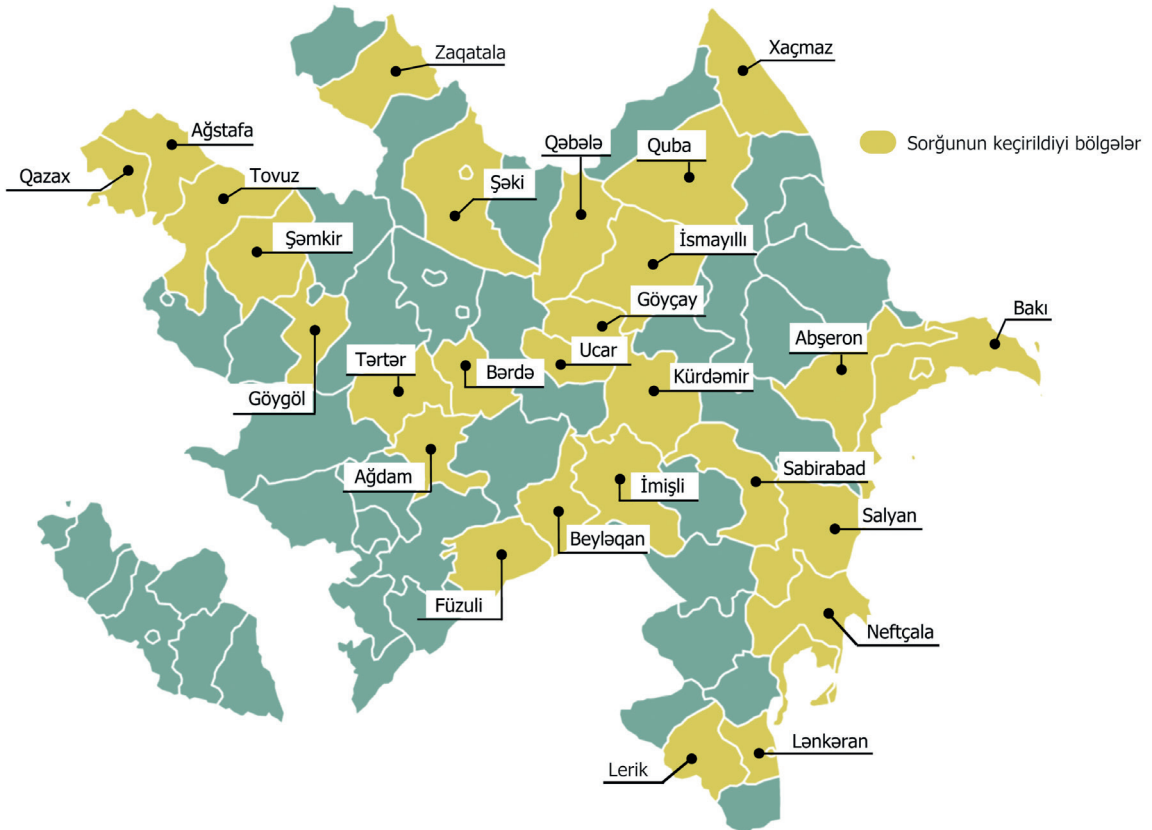 Xaçmaz
Zaqatala
Ağstafa
Qəbələ
Quba
Sorğunun keçirildiyi bölgələr
Qazax
Tovuz
Şəki
Şəmkir
İsmayıllı
Göyçay
Bakı
Abşeron
Tərtər
Bərdə
Ucar
Kürdəmir
Göygöl
Ağdam
İmişli
Sabirabad
Salyan
Beyləqan
Füzuli
Neftçala
Lənkəran
Lerik